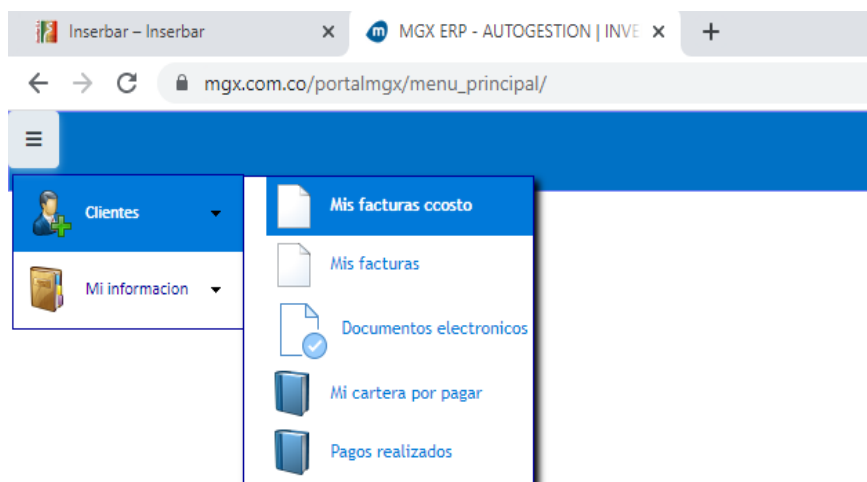 Inserbar – Inserbar
MGX ERP - AUTOGESTION | INVE
mgx.com.co/portalmgx/menu_principal/
Clientes
Mi informacion
Mis facturas ccosto
Mis facturas
Documentos electronicos
Mi cartera por pagar
Pagos realizados